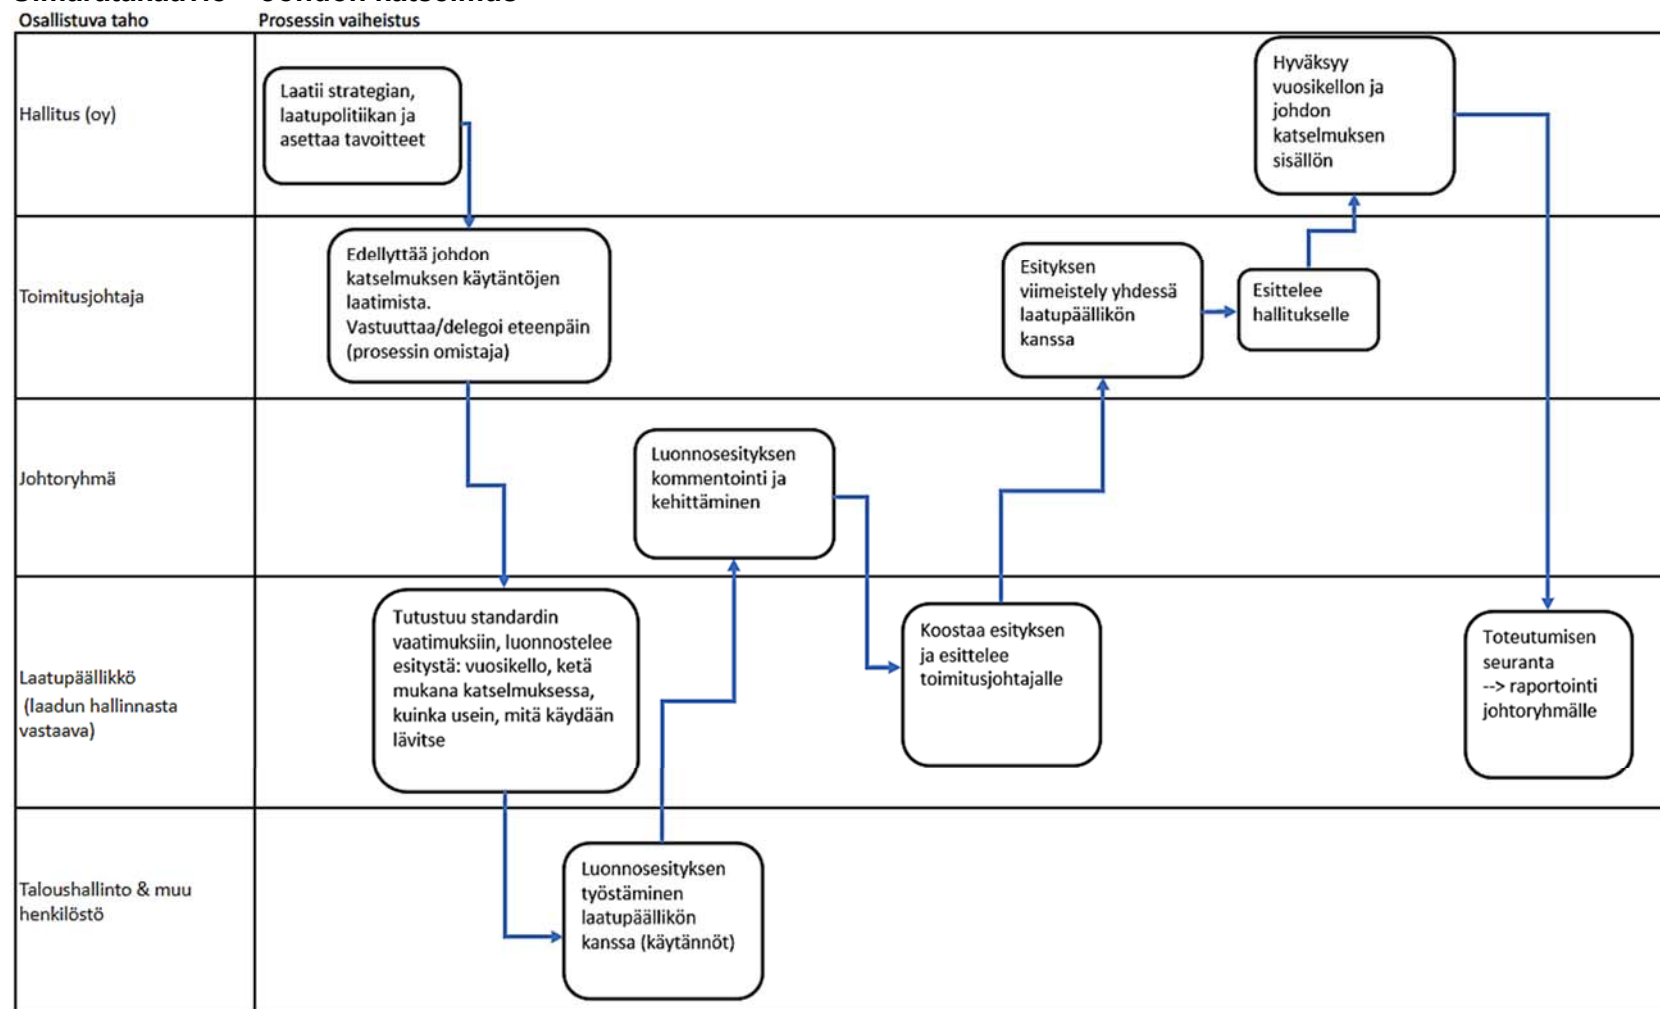 Osallistuva taho
Prosessin vaiheistus
Hallitus (oy)
Laatii strategian,
laatupolitiikan ja
asettaa tavoitteet
Hyväksyy
vuosikellon ja
johdon
katselmuksen
sisällön
Toimitusjohtaja
Edellyttää johdon
katselmuksen käytäntöjen
laatimista.
Vastuuttaa/delegoi eteenpäin
(prosessin omistaja)
Esityksen
viimeistely yhdessä
laatupäällikön
kanssa
Esittelee
hallitukselle
Johtoryhmä
Luonnosesityksen
kommentointi ja
kehittäminen
Laatupäällikkö
(laadun hallinnasta
vastaava)
Tutustuu standardin
vaatimuksiin, luonnostelee
esitystä: vuosikello, ketä
mukana katselmuksessa,
kuinka usein, mitä käydään
lävitse
Koostaa esityksen
ja esittelee
toimitusjohtajalle
Toteutumisen
seuranta
--> raportointi
johtoryhmälle
Taloushallinto & muu
henkilöstö
Luonnosesityksen
työstäminen
laatupäällikön
kanssa (käytännöt)